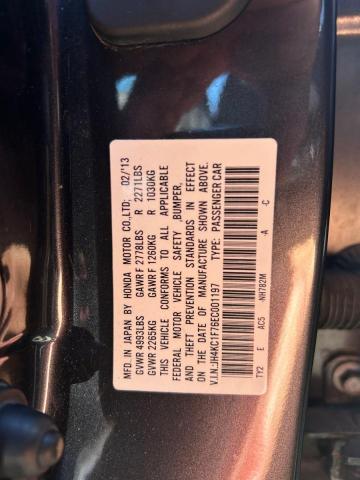 MFD. IN JAPAN BY HONDA MOTOR CO.,LTD; 02/'13
GVWR 4993LBS GAWR F 2778LBS R 2271LBS
GVWR 2265KG GAWR F 1260KG R 1030KG
THIS VEHICLE CONFORMS TO ALL APPLICABLE
FEDERAL MOTOR VEHICLE SAFETY BUMPER,
AND THEFT PREVENTION STANDARDS IN EFFECT
ON THE DATE OF MANUFACTURE SHOWN ABOVE.
V.I.N:JH4KC1F76EC001197 TYPE: PASSENGER CAR
TY2 E AC5 -NH782M -A -C